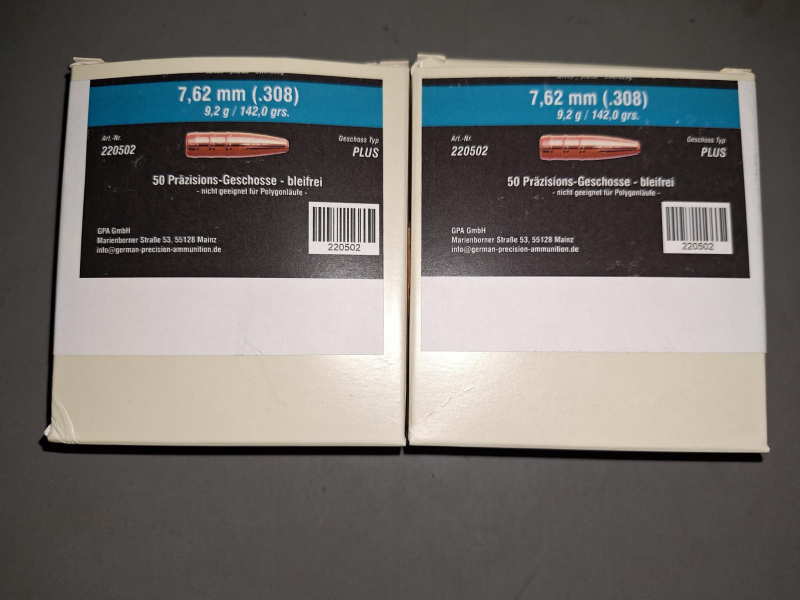 7,62 mm (.308)
9,2 g / 142,0 grs.
Art.-Nr.
220502
Geschoss Typ
PLUS
50 Präzisions-Geschosse - bleifrei
- nicht geeignet für Polygonläufe -
GPA GmbH
Marienborner Straße 53, 55128 Mainz
info@german-precision-ammunition.de
220502
7,62 mm (.308)
9,2 g / 142,0 grs.
Art.-Nr.
220502
Geschoss Typ
PLUS
50 Präzisions-Geschosse - bleifrei
- nicht geeignet für Polygonläufe -
GPA GmbH
Marienborner Straße 53, 55128 Mainz
info@german-precision-ammunition.de
220502